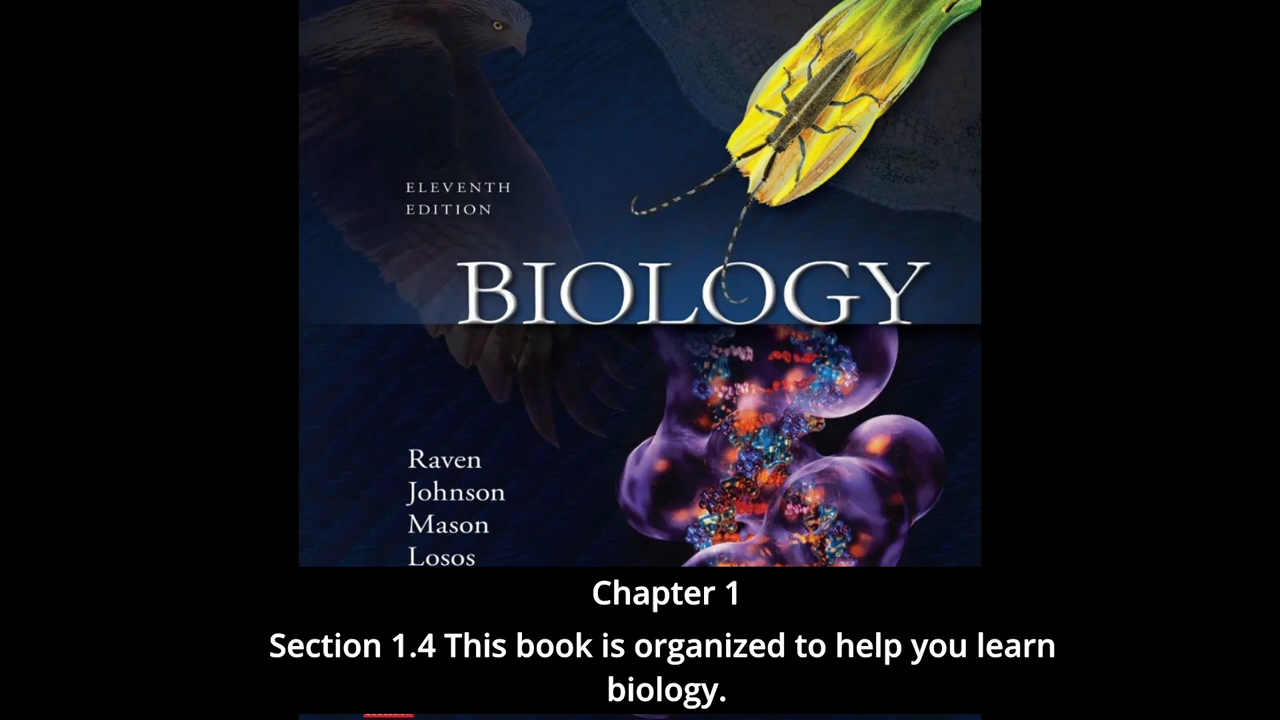 ELEVENTH
EDITION
BIOLOGY
Raven
Johnson
Mason
Losos
Chapter 1
Section 1.4 This book is organized to help you learn
biology.